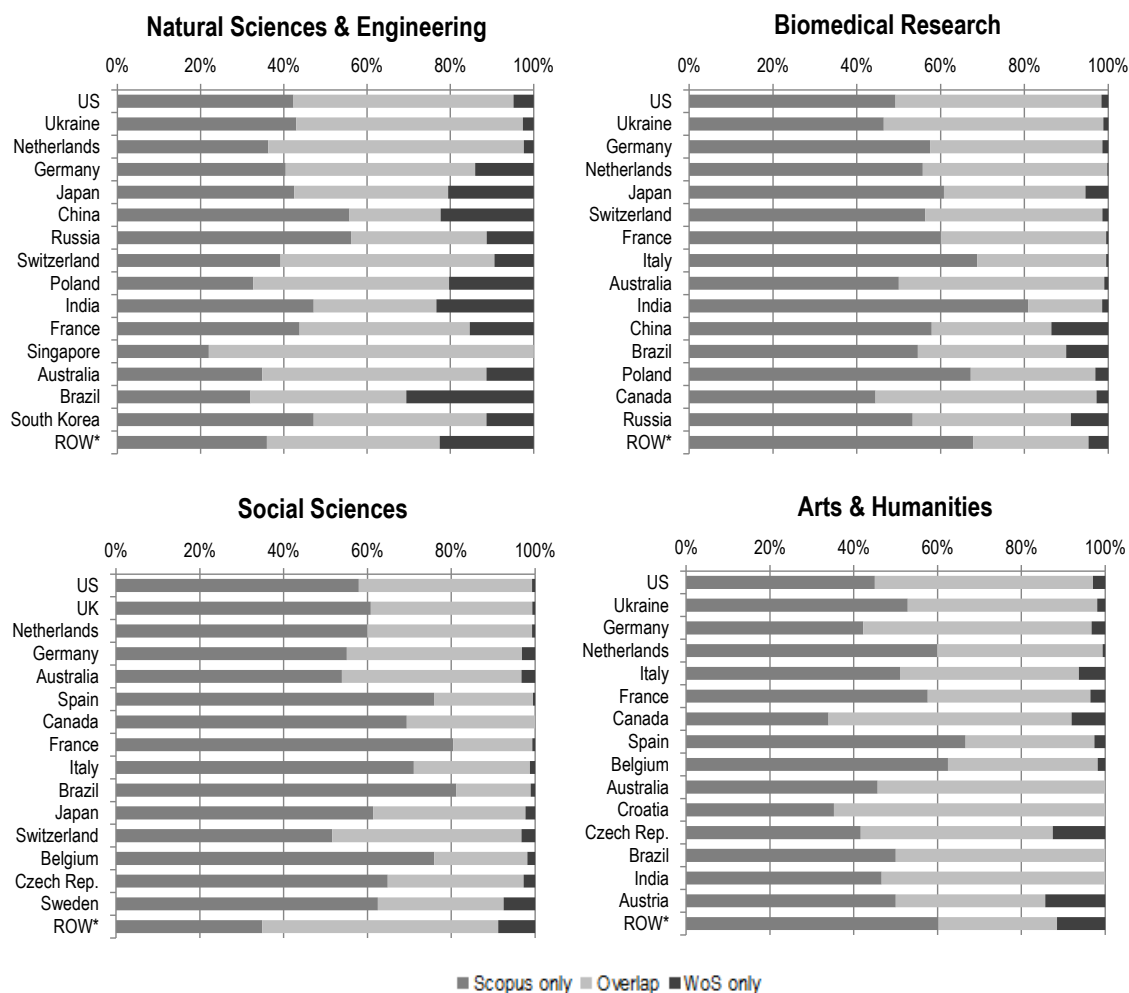 Natural Sciences & Engineering
0% 20% 40% 60% 80% 100%
US
Ukraine
Netherlands
Germany
Japan
China
Russia
Switzerland
Poland
India
France
Singapore
Australia
Brazil
South Korea
ROW*
Biomedical Research
0% 20% 40% 60% 80% 100%
US
Ukraine
Germany
Netherlands
Japan
Switzerland
France
Italy
Australia
India
China
Brazil
Poland
Canada
Russia
ROW*
Social Sciences
0% 20% 40% 60% 80% 100%
US
UK
Netherlands
Germany
Australia
Spain
Canada
France
Italy
Brazil
Japan
Switzerland
Belgium
Czech Rep.
Sweden
ROW*
Arts & Humanities
0% 20% 40% 60% 80% 100%
US
Ukraine
Germany
Netherlands
Italy
France
Canada
Spain
Belgium
Australia
Croatia
Czech Rep.
Brazil
India
Austria
ROW*
Scopus only Overlap WoS only